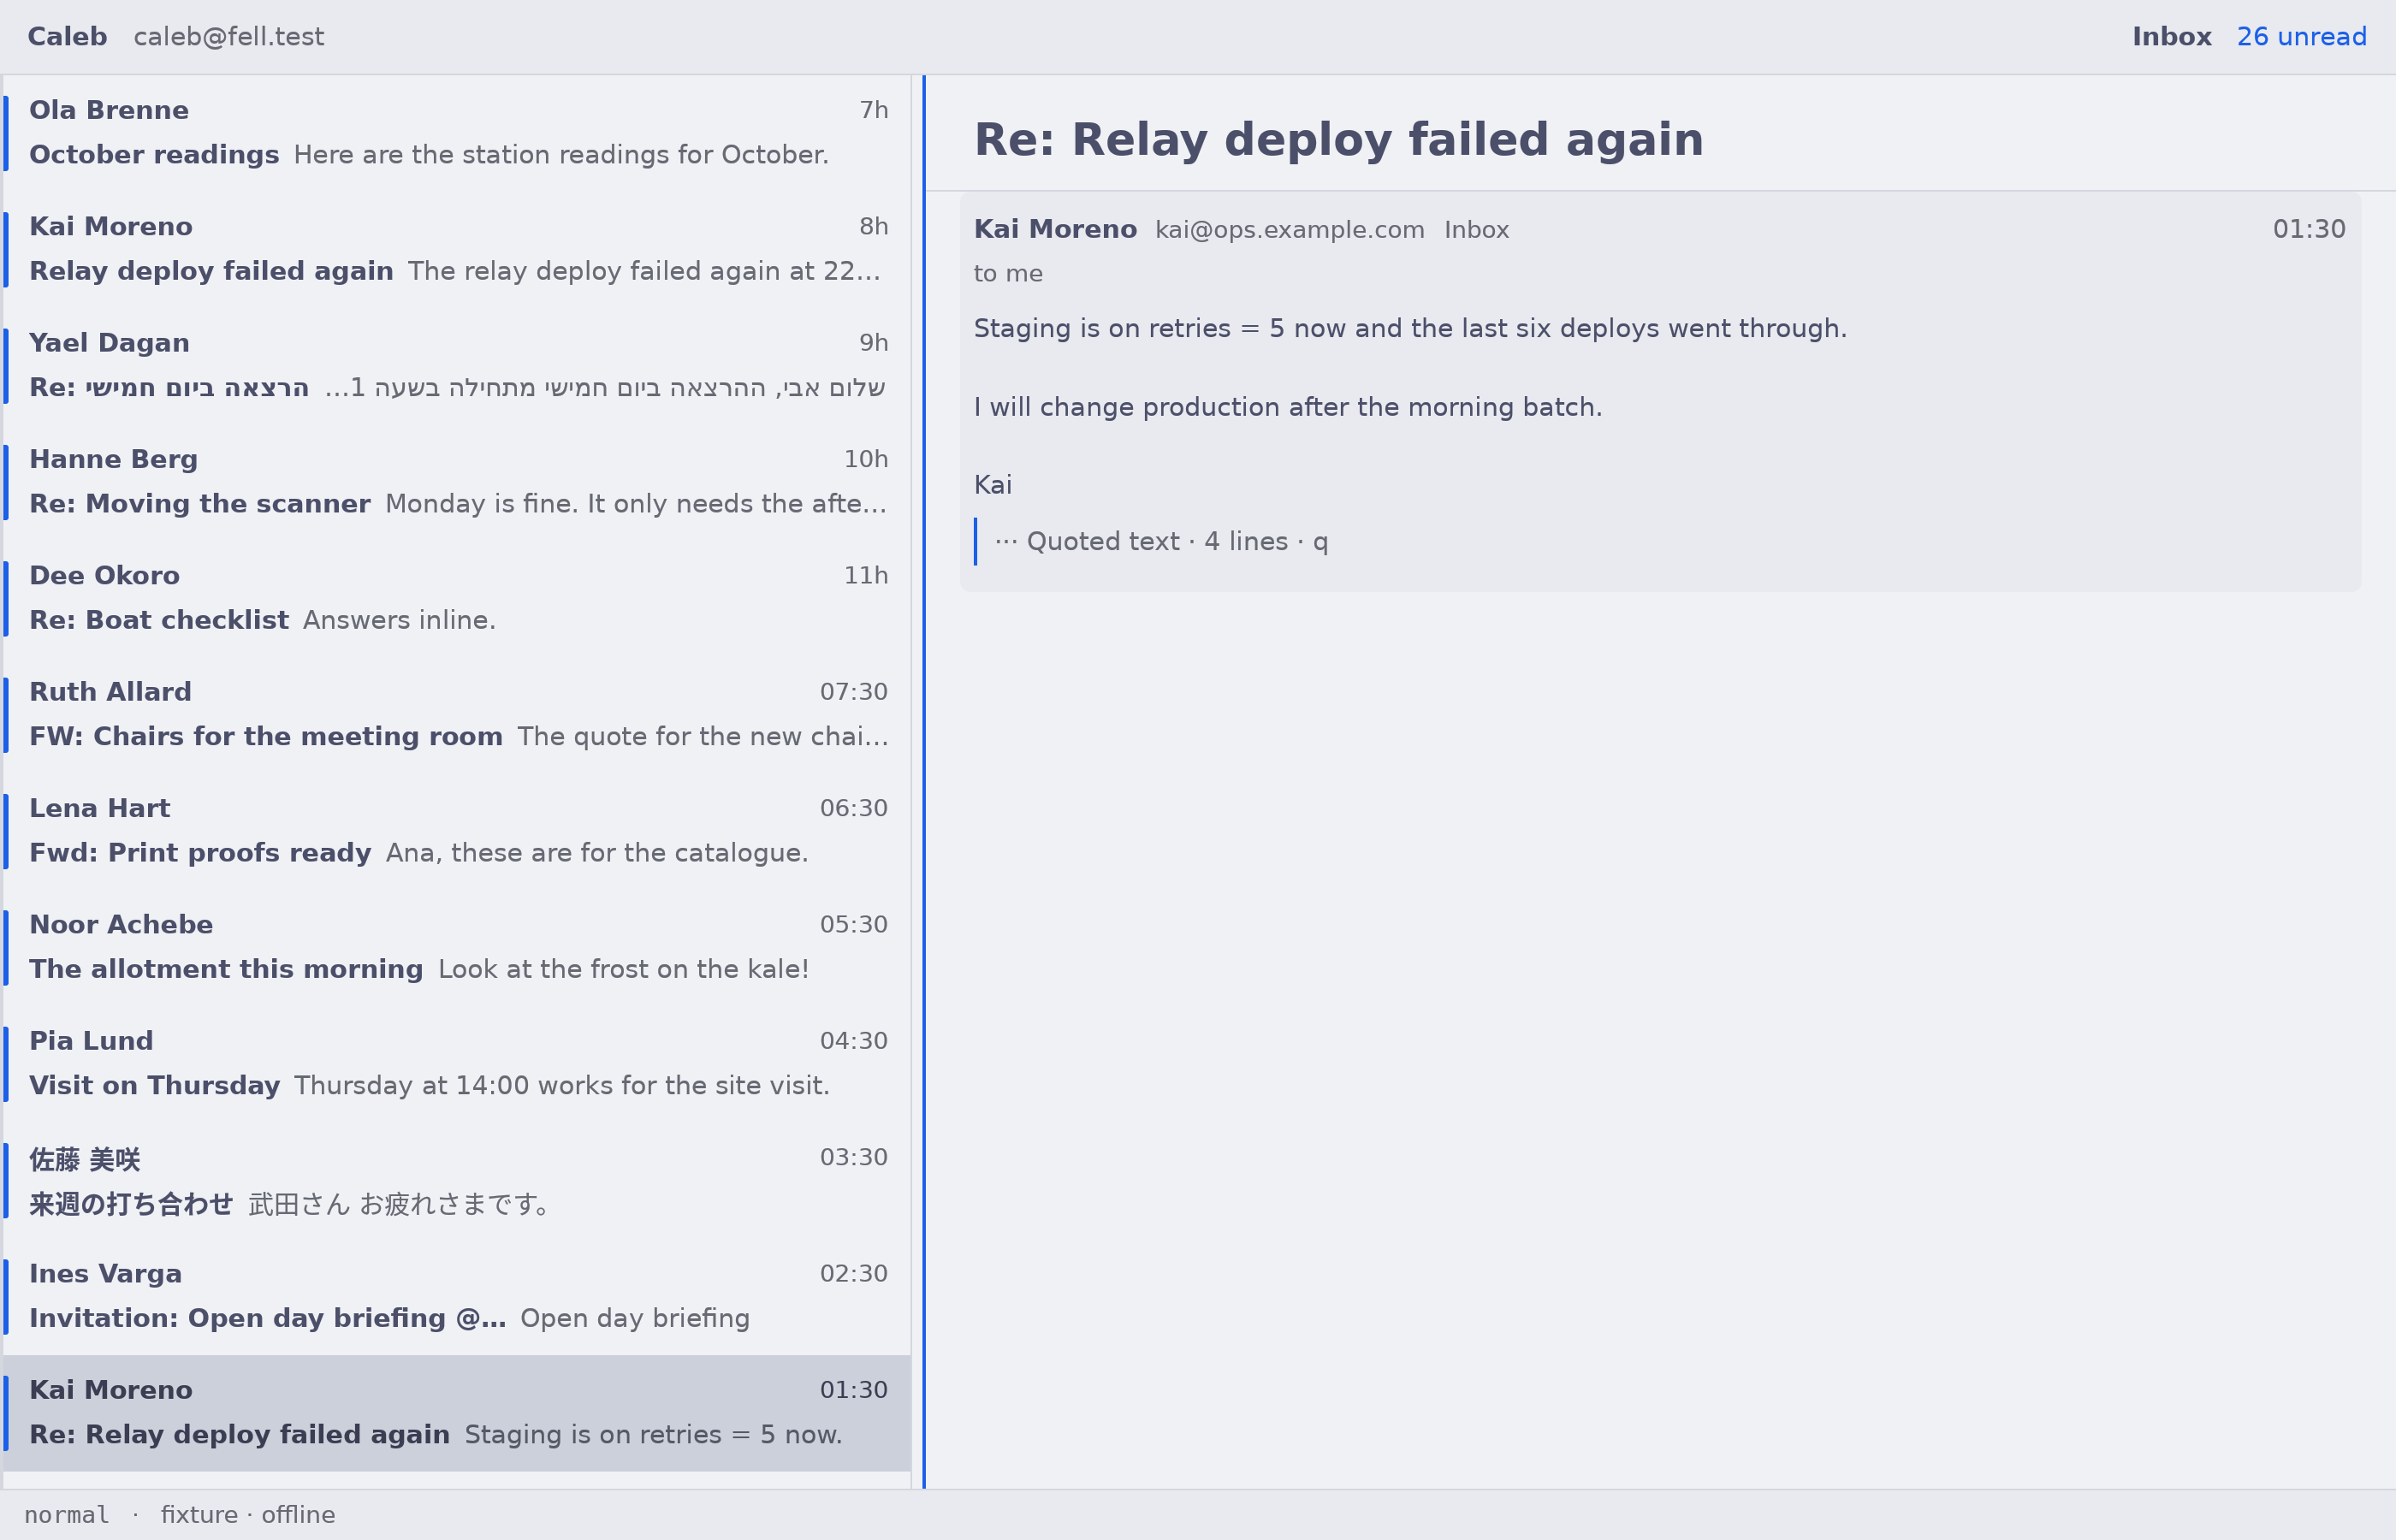 Caleb caleb@fell.test
Inbox 26 unread
Ola Brenne 7h
October readings Here are the station readings for October.
Kai Moreno 8h
Relay deploy failed again The relay deploy failed again at 22…
Yael Dagan 9h
Re: הרצאה ביום חמישי שלום אבי, ההרצאה ביום חמישי מתחילה בשעה 1…
Hanne Berg 10h
Re: Moving the scanner Monday is fine. It only needs the afte…
Dee Okoro 11h
Re: Boat checklist Answers inline.
Ruth Allard 07:30
FW: Chairs for the meeting room The quote for the new chai…
Lena Hart 06:30
Fwd: Print proofs ready Ana, these are for the catalogue.
Noor Achebe 05:30
The allotment this morning Look at the frost on the kale!
Pia Lund 04:30
Visit on Thursday Thursday at 14:00 works for the site visit.
佐藤 美咲 03:30
来週の打ち合わせ 武田さん お疲れさまです。
Ines Varga 02:30
Invitation: Open day briefing @… Open day briefing
Kai Moreno 01:30
Re: Relay deploy failed again Staging is on retries = 5 now.
Re: Relay deploy failed again
Kai Moreno kai@ops.example.com Inbox 01:30
to me
Staging is on retries = 5 now and the last six deploys went through.
I will change production after the morning batch.
Kai
··· Quoted text · 4 lines · q
normal · fixture · offline